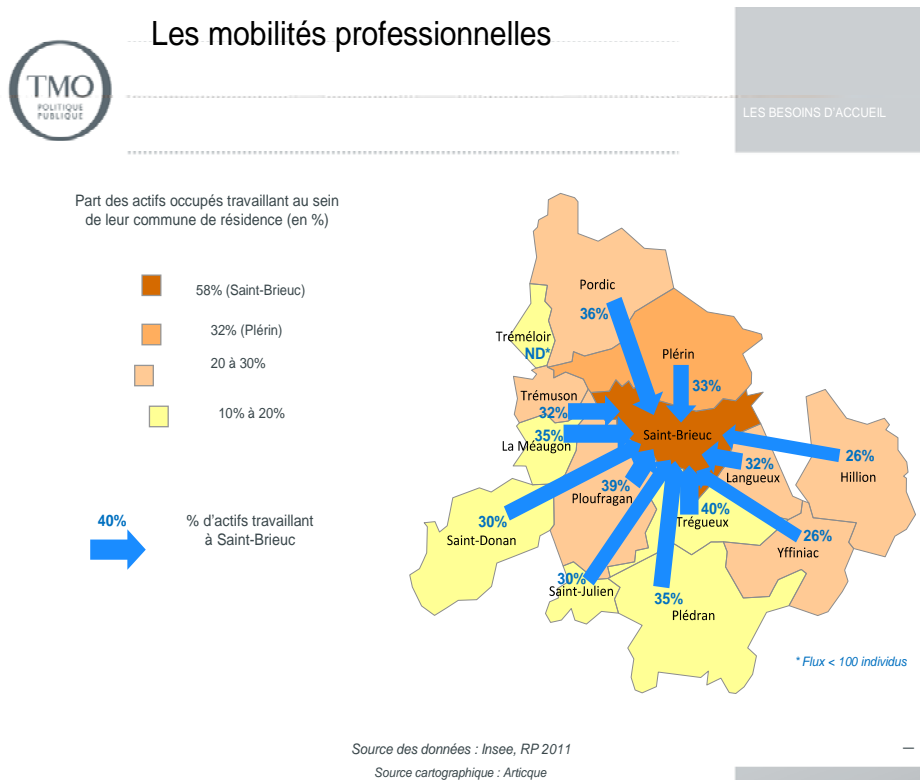 Les mobilités professionnelles
TMO
POLITIQUE
PUBLIQUE
LES BESOINS D'ACCUEIL
Part des actifs occupés travaillant au sein
de leur commune de résidence (en %)
58% (Saint-Brieuc)
32% (Plérin)
20 à 30%
10% à 20%
40%
% d'actifs travaillant
à Saint-Brieuc
Pordic
36%
Tréméloir
ND*
Plérin
33%
Trémuson
32%
35%
La Méaugon
Saint-Brieuc
26%
Hillion
32%
Langueux
39%
Ploufragan
40%
Trégueux
30%
Saint-Donan
26%
Yffiniac
30%
Saint-Julien
35%
Plédran
* Flux < 100 individus
Source des données : Insee, RP 2011
Source cartographique : Articque